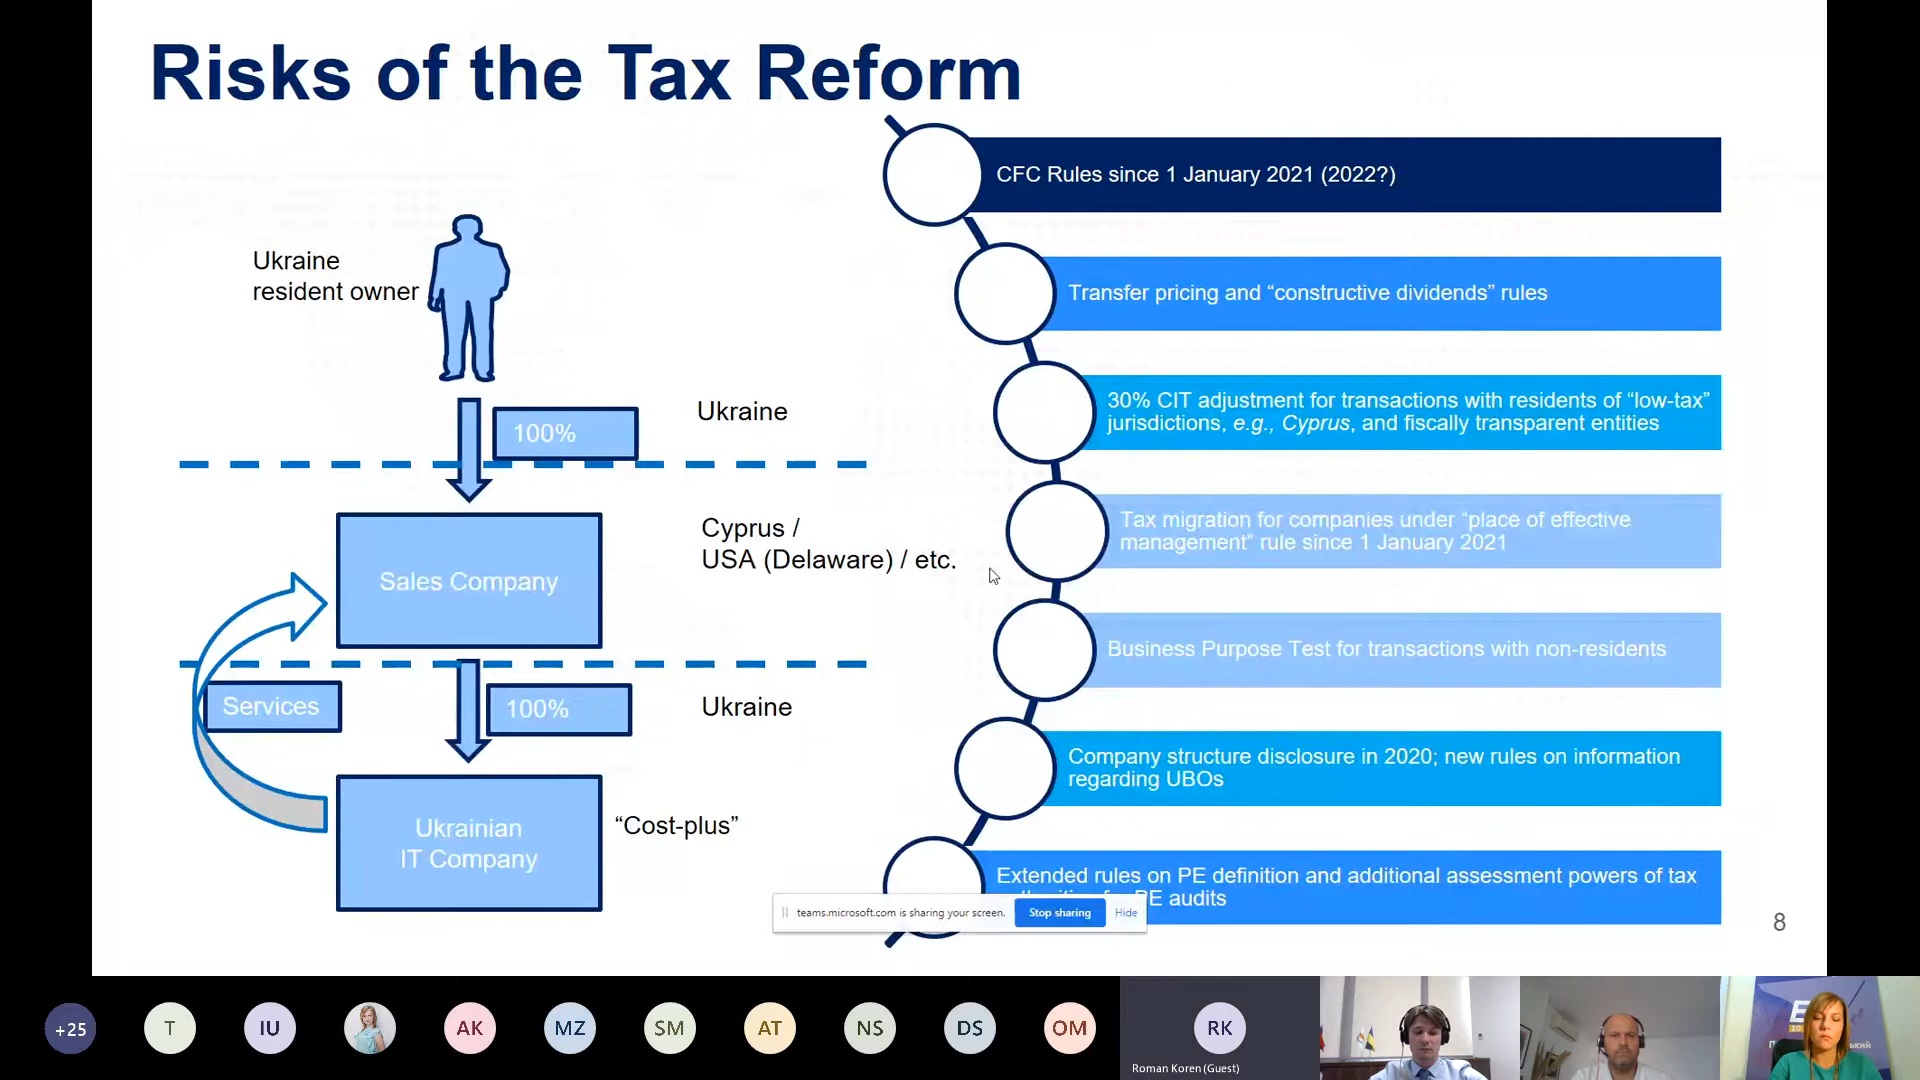 Risks of the Tax Reform
Ukraine
resident owner
100%
Ukraine
Cyprus /
USA (Delaware) / etc.
Sales Company
Services
100%
Ukraine
Ukrainian
IT Company
“Cost-plus”
CFC Rules since 1 January 2021 (2022?)
Transfer pricing and “constructive dividends” rules
30% CIT adjustment for transactions with residents of “low-tax”
jurisdictions, e.g., Cyprus, and fiscally transparent entities
Tax migration for companies under “place of effective
management” rule since 1 January 2021
Business Purpose Test for transactions with non-residents
Company structure disclosure in 2020; new rules on information
regarding UBOs
Extended rules on PE definition and additional assessment powers of tax
PE audits
teams.microsoft.com is sharing your screen.
Stop sharing
Hide
8
+25
T
IU
AK
MZ
SM
AT
NS
DS
OM
RK
Roman Koren (Guest)